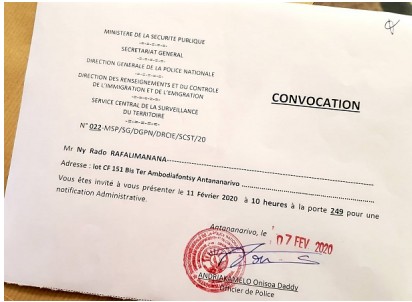 MINISTERE DE LA SECURITE PUBLIQUE
-=-=-=-=-
SECRETARIAT GENERAL
-=-=-=-=-
DIRECTION GENERALE DE LA POLICE NATIONALE
-=-=-=-=-
DIRECTION DES RENSEIGNEMENTS ET DU CONTROLE
DE L'IMMIGRATION ET DE L'EMIGRATION
-=-=-=-=-
SERVICE CENTRAL DE LA SURVEILLANCE
DU TERRITOIRE
-=-=-=-=-
N° 022-MSP/SG/DGPN/DRCIE/SCST/20
CONVOCATION
Mr Ny Rado RAFALIMANANA
Adresse : lot CF 151 Bis Ter Ambodiafontsy Antananarivo
Vous êtes invité à vous présenter le 11 Février 2020 à 10 heures à la porte 249 pour une
notification Administrative.
Antananarivo, le 07 FEV 2020
ANDRIAKAMELO Onisoa Daddy
Officier de Police